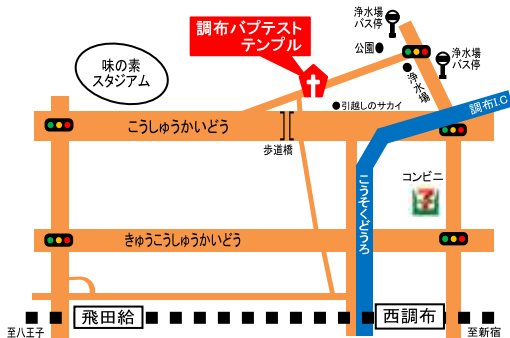 浄水場
バス停
調布バプテスト
テンプル
公園
浄水場
バス停
味の素
スタジアム
浄水場
引越しのサカイ
調布I.C
こうしゅうかいどう
歩道橋
こうそくどうろ
コンビニ
7
きゅうこうしゅうかいどう
飛田給
西調布
至八王子
至新宿